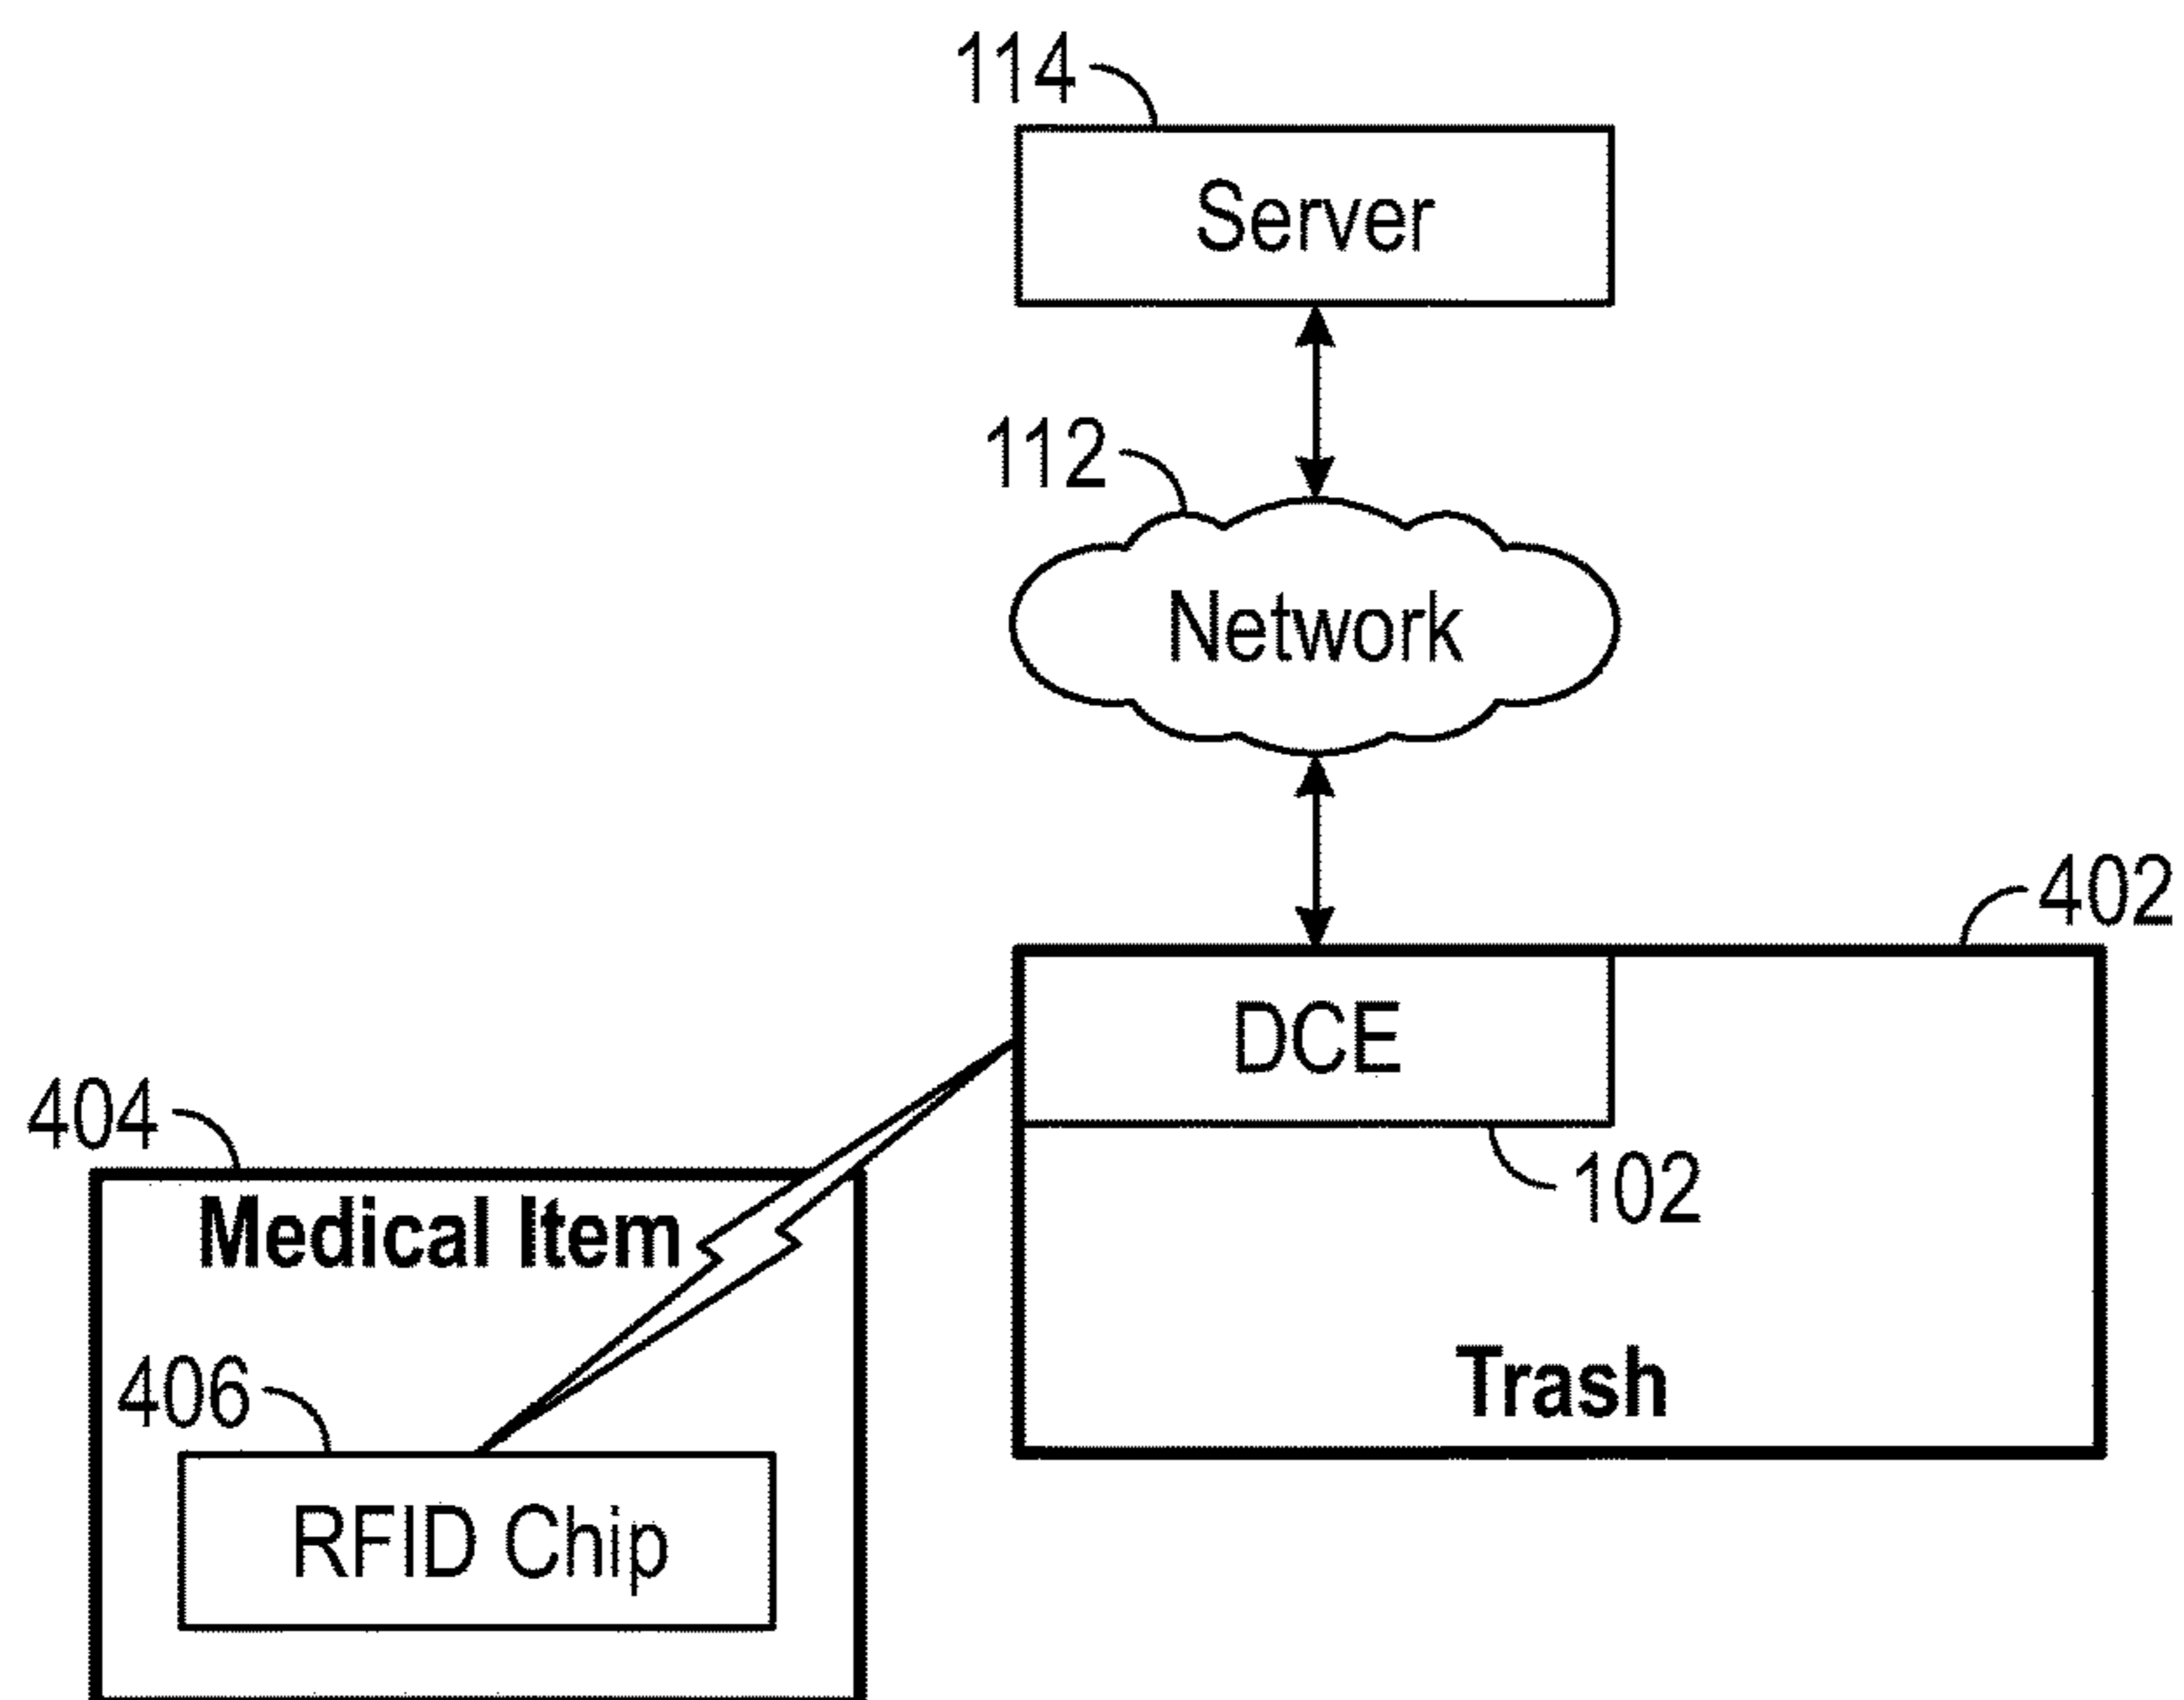 114
Server
112
Network
402
DCE
404
102
Medical Item
Trash
406
RFID Chip